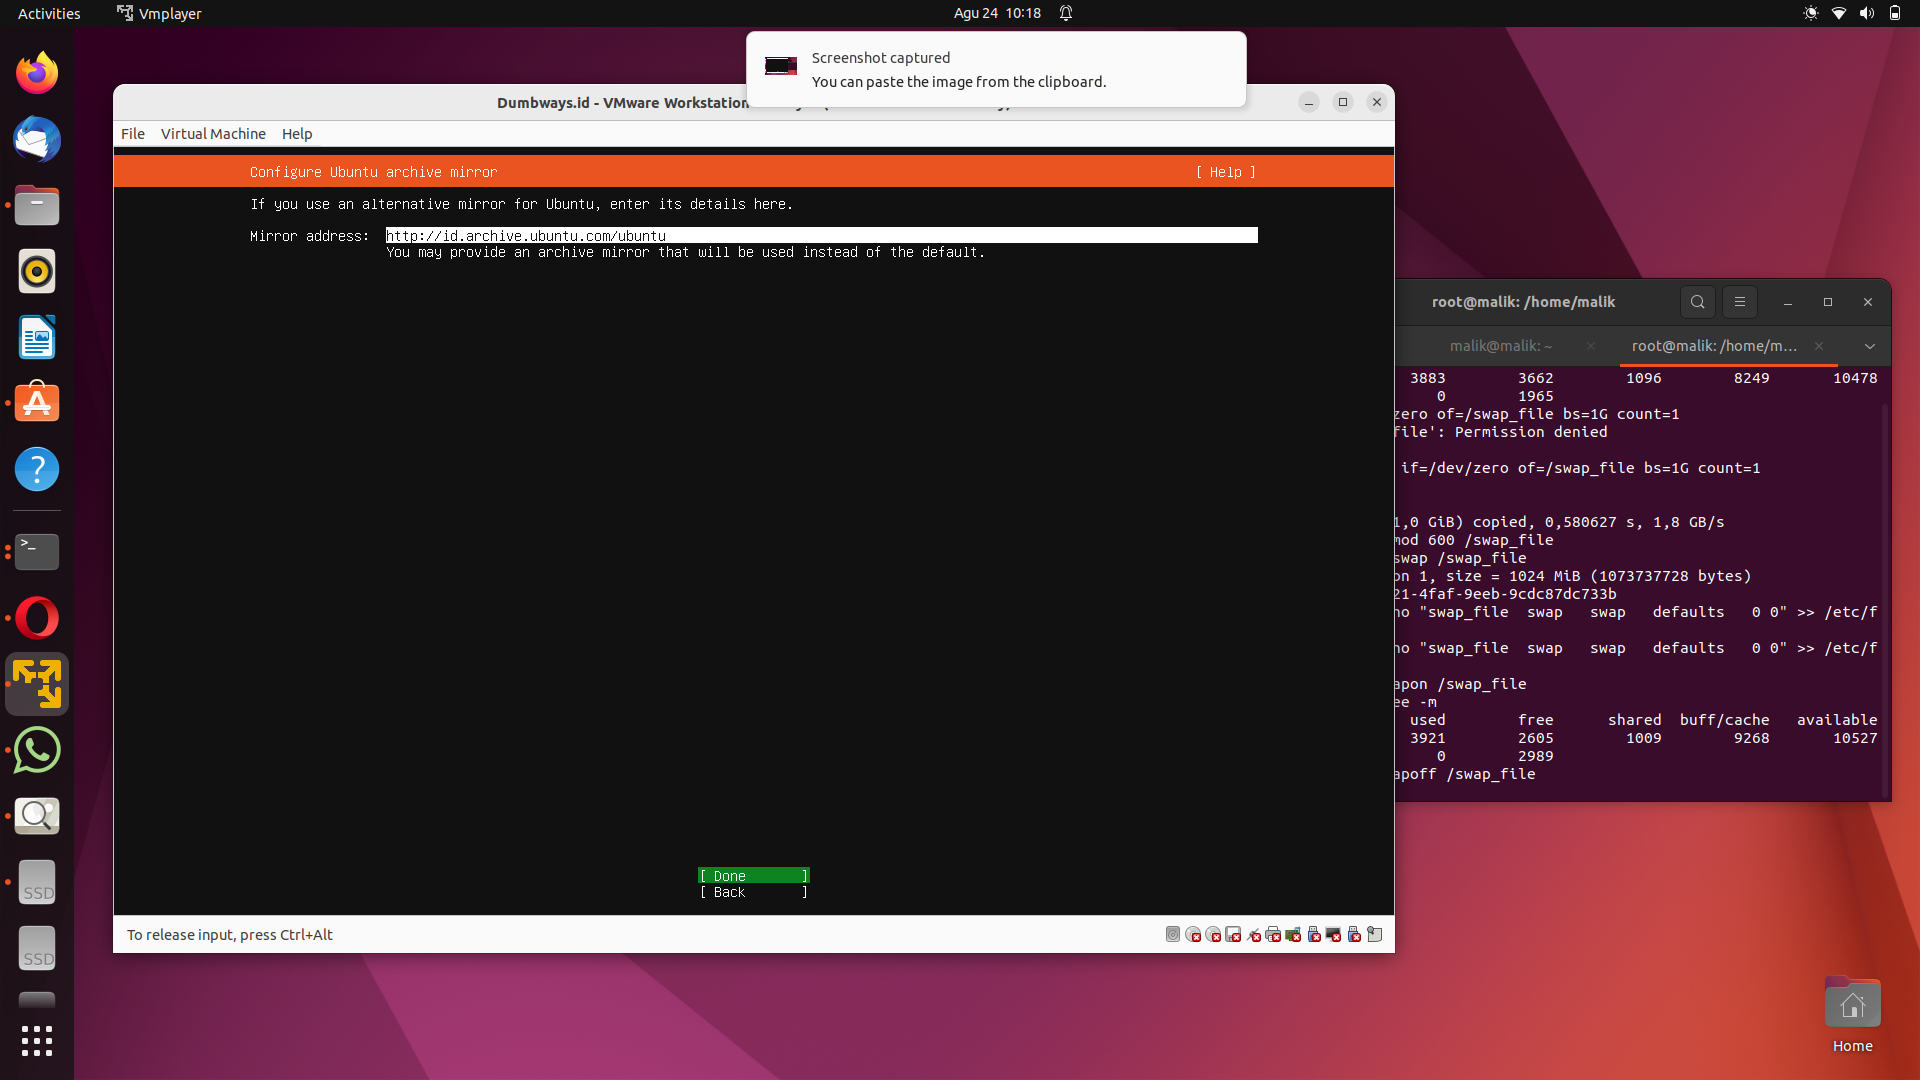 Activities
Vmplayer
Agu 24 10:18
Screenshot captured
You can paste the image from the clipboard.
Dumbways.id - VMware Workstation
File Virtual Machine Help
Configure Ubuntu archive mirror [ Help ]
If you use an alternative mirror for Ubuntu, enter its details here.
Mirror address: http://id.archive.ubuntu.com/ubuntu
You may provide an archive mirror that will be used instead of the default.
[ Done ]
[ Back ]
To release input, press Ctrl+Alt
root@malik: /home/malik
malik@malik: ~
root@malik: /home/m...
3883 3662 1096 8249 10478
0 1965
zero of=/swap_file bs=1G count=1
file': Permission denied
if=/dev/zero of=/swap_file bs=1G count=1
1,0 GiB) copied, 0,580627 s, 1,8 GB/s
mod 600 /swap_file
swap /swap_file
on 1, size = 1024 MiB (1073737728 bytes)
21-4faf-9eeb-9cdc87dc733b
ho "swap_file swap swap defaults 0 0" >> /etc/f
ho "swap_file swap swap defaults 0 0" >> /etc/f
apon /swap_file
ee -m
used free shared buff/cache available
3921 2605 1009 9268 10527
0 2989
apoff /swap_file
SSD
SSD
Home